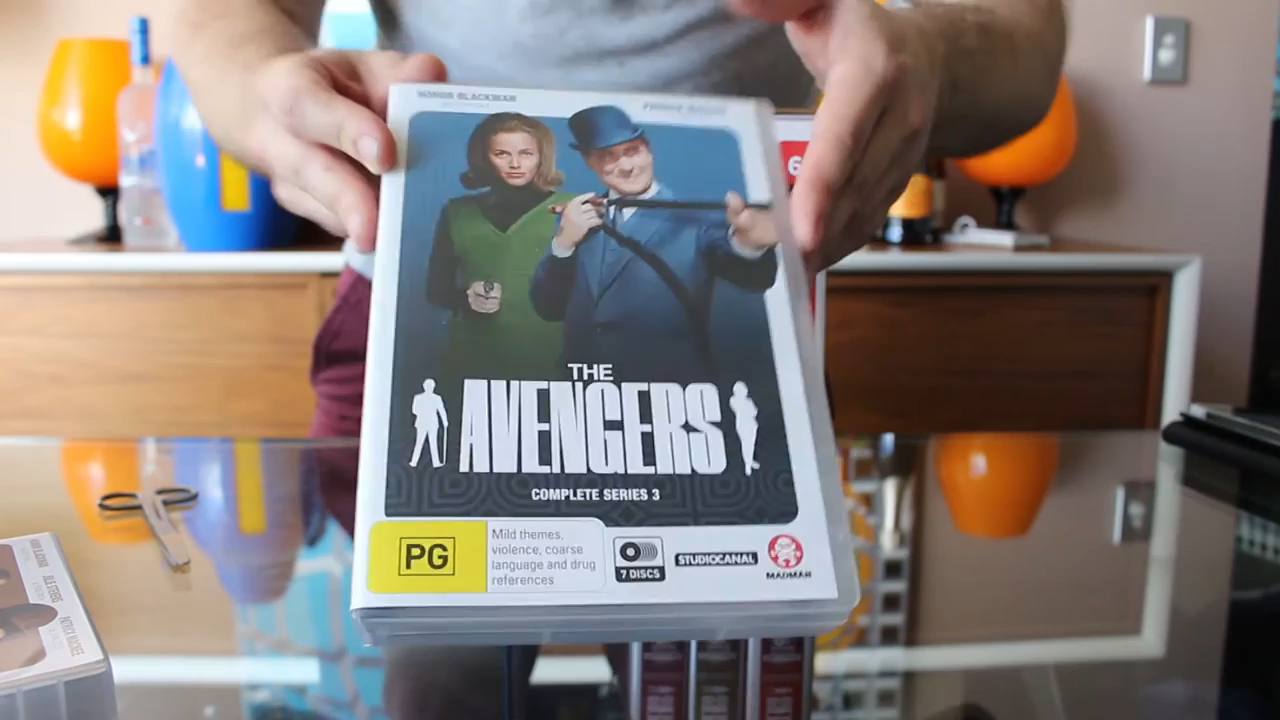 HONOR BLACKMAN
THE
AVENGERS
COMPLETE SERIES 3
PG
Mild themes,
violence, coarse
language and drug
references
7 DISCS
STUDIOCANAL
MADMAN
6
PATRICK MACNEE